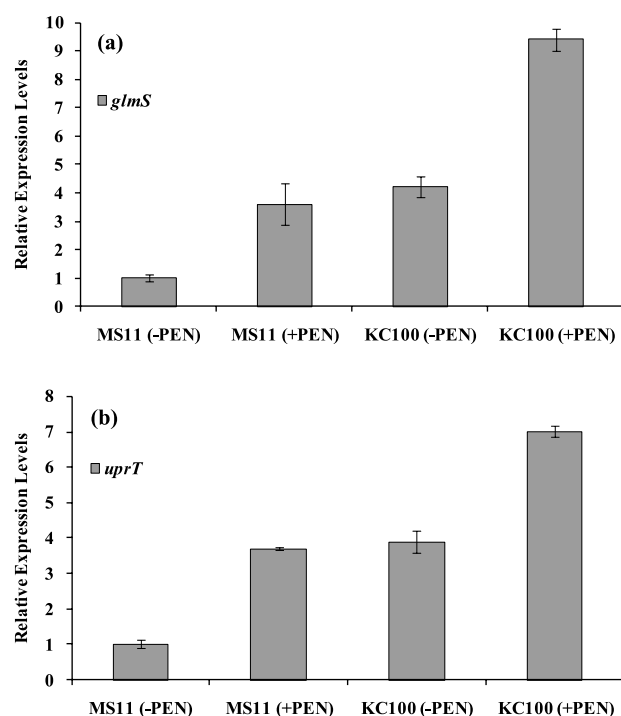 (a)
glmS
Relative Expression Levels
10
9
8
7
6
5
4
3
2
1
0
MS11 (-PEN) MS11 (+PEN) KC100 (-PEN) KC100 (+PEN)
(b)
uprT
Relative Expression Levels
8
7
6
5
4
3
2
1
0
MS11 (-PEN) MS11 (+PEN) KC100 (-PEN) KC100 (+PEN)